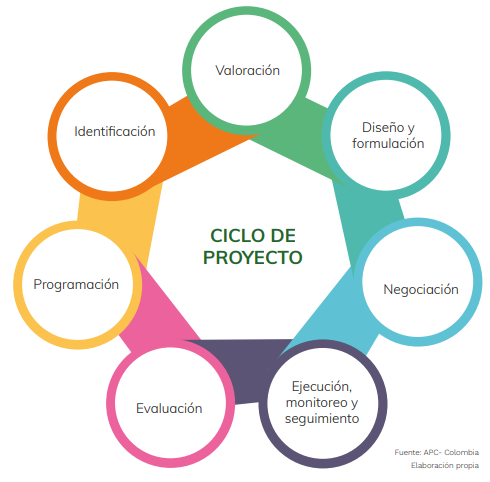 Valoración
Identificación
Diseño y
formulación
CICLO DE
PROYECTO
Programación
Negociación
Evaluación
Ejecución,
monitoreo y
seguimiento
Fuente: APC- Colombia
Elaboración propia